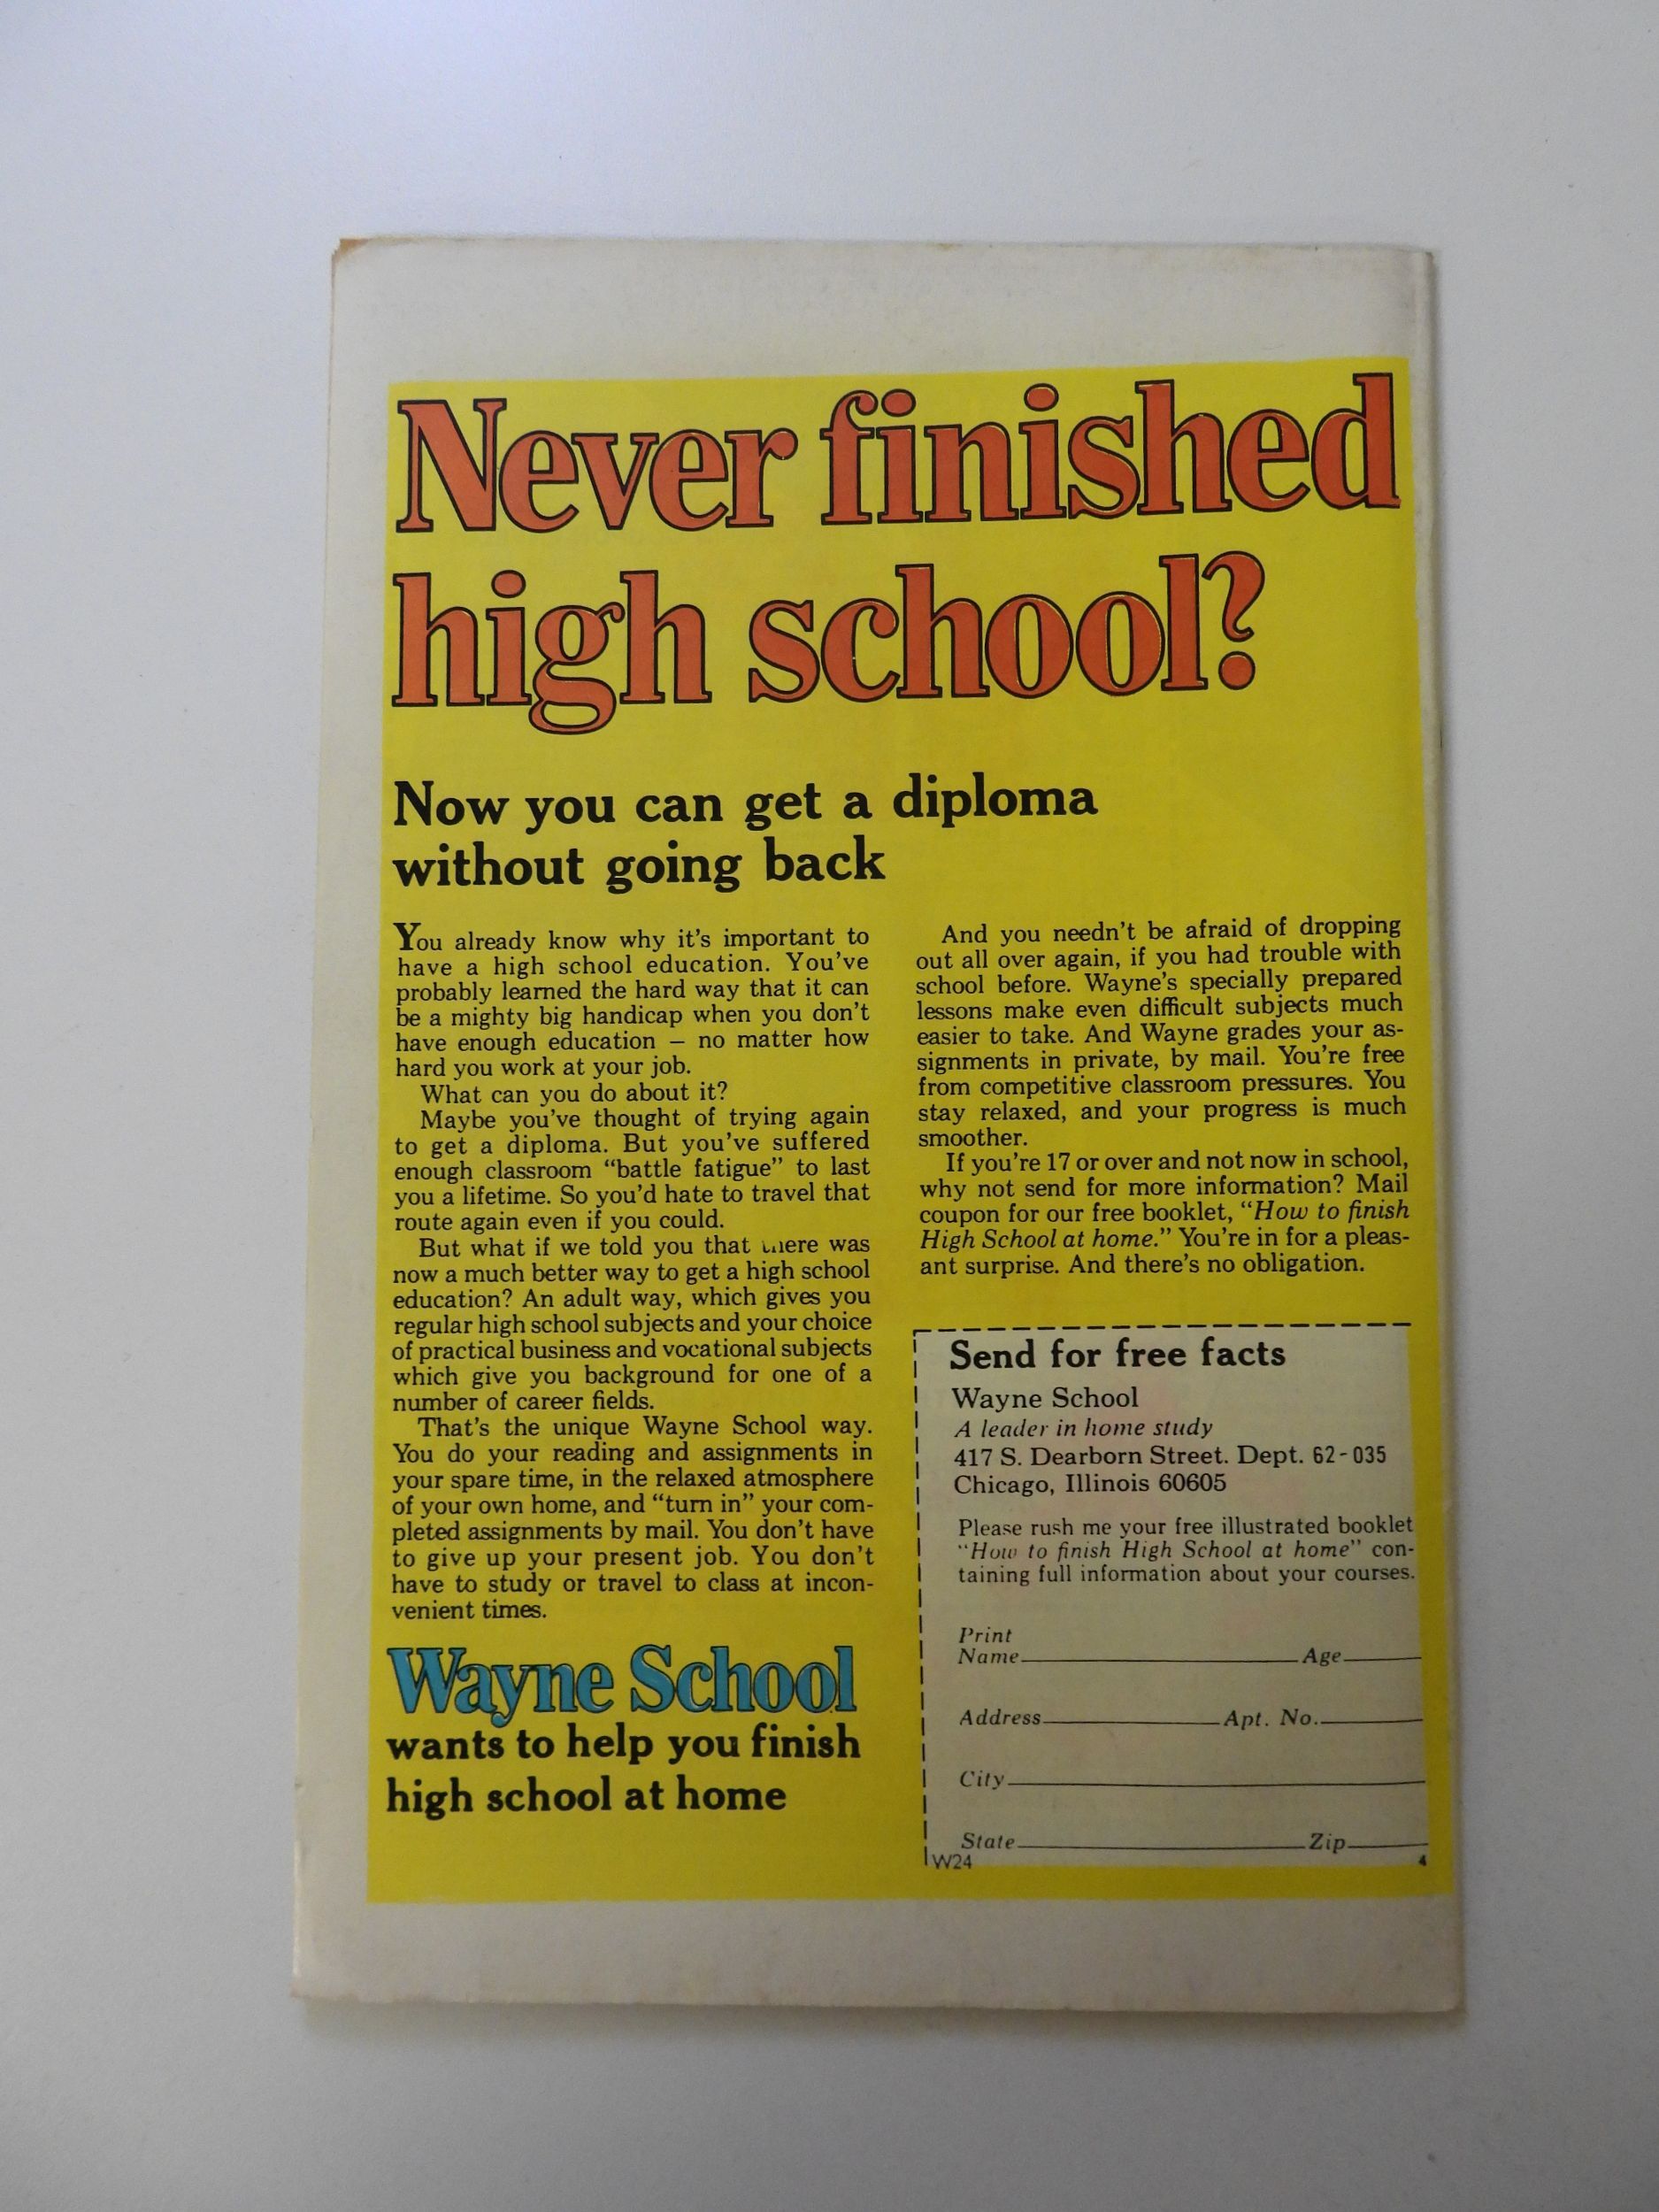 Never finished
high school?
Now you can get a diploma
without going back
You already know why it's important to
have a high school education. You've
probably learned the hard way that it can
be a mighty big handicap when you don't
have enough education — no matter how
hard you work at your job.
What can you do about it?
Maybe you've thought of trying again
to get a diploma. But you've suffered
enough classroom “battle fatigue” to last
you a lifetime. So you'd hate to travel that
route again even if you could.
But what if we told you that there was
now a much better way to get a high school
education? An adult way, which gives you
regular high school subjects and your choice
of practical business and vocational subjects
which give you background for one of a
number of career fields.
That's the unique Wayne School way.
You do your reading and assignments in
your spare time, in the relaxed atmosphere
of your own home, and “turn in” your com-
pleted assignments by mail. You don't have
to give up your present job. You don't
have to study or travel to class at incon-
venient times.
Wayne School
wants to help you finish
high school at home
And you needn't be afraid of dropping
out all over again, if you had trouble with
school before. Wayne's specially prepared
lessons make even difficult subjects much
easier to take. And Wayne grades your as-
signments in private, by mail. You're free
from competitive classroom pressures. You
stay relaxed, and your progress is much
smoother.
If you're 17 or over and not now in school,
why not send for more information? Mail
coupon for our free booklet, “How to finish
High School at home.” You're in for a pleas-
ant surprise. And there's no obligation.
Send for free facts
Wayne School
A leader in home study
417 S. Dearborn Street. Dept. 62-035
Chicago, Illinois 60605
Please rush me your free illustrated booklet
“How to finish High School at home” con-
taining full information about your courses.
Print
Name Age
Address Apt. No.
City
State Zip
W24 4